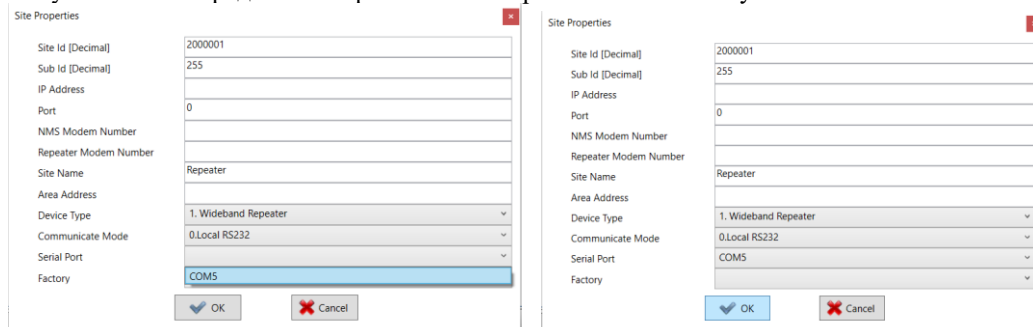 Site Properties
Site Id [Decimal] 2000001
Sub Id [Decimal] 255
IP Address
Port 0
NMS Modem Number
Repeater Modem Number
Site Name Repeater
Area Address
Device Type 1. Wideband Repeater
Communicate Mode 0.Local RS232
Serial Port
COM5
Factory
OK Cancel
Site Properties
Site Id [Decimal] 2000001
Sub Id [Decimal] 255
IP Address
Port 0
NMS Modem Number
Repeater Modem Number
Site Name Repeater
Area Address
Device Type 1. Wideband Repeater
Communicate Mode 0.Local RS232
Serial Port COM5
Factory
OK Cancel